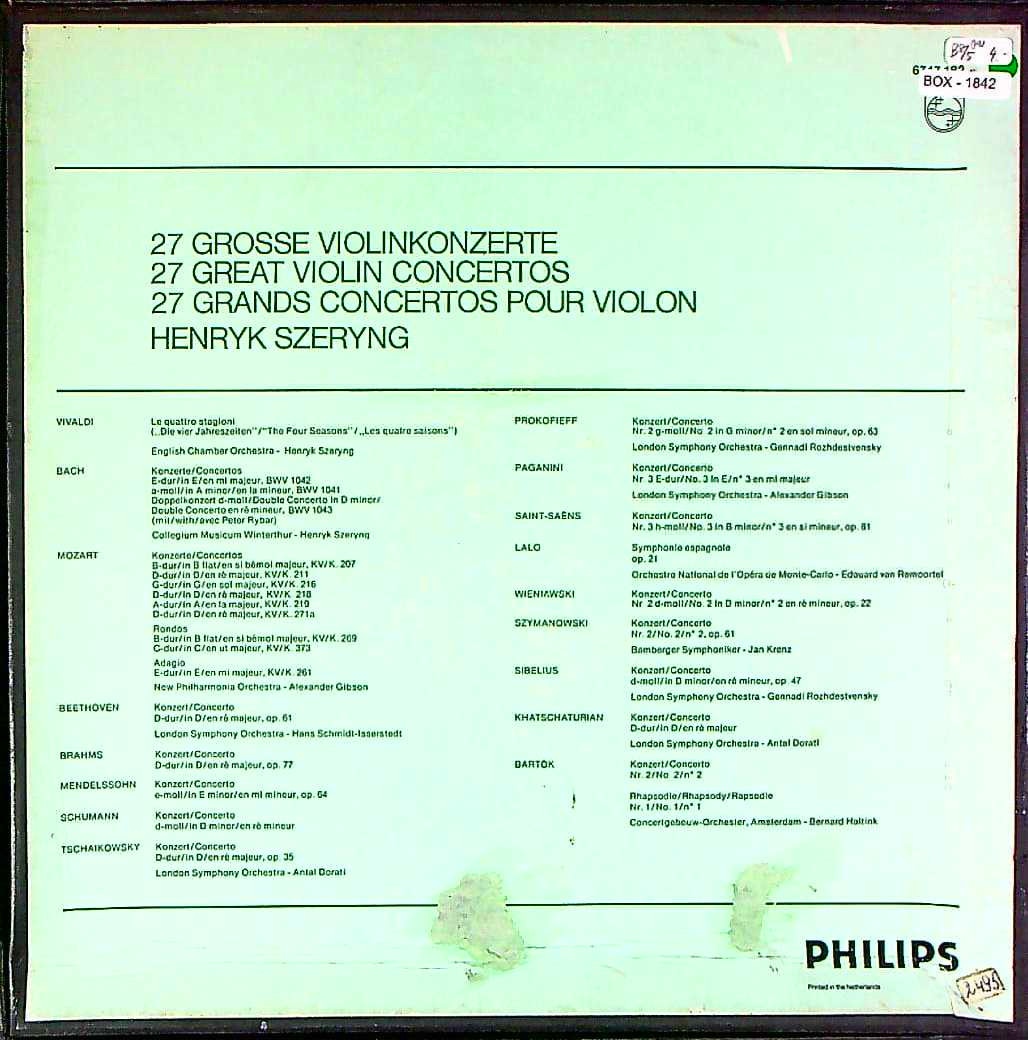 BOX - 1842
27 GROSSE VIOLINKONZERTE
27 GREAT VIOLIN CONCERTOS
27 GRANDS CONCERTOS POUR VIOLON
HENRYK SZERYNG
VIVALDI
Le quattro stagioni
(„Die vier Jahreszeiten”/“The Four Seasons”/„Les quatre saisons”)
English Chamber Orchestra - Henryk Szeryng
BACH
Konzerte/Concertos
E-dur/in E/en mi majeur, BWV 1042
a-moll/in A minor/en la mineur, BWV 1041
Doppelkonzert d-moll/Double Concerto in D minor/
Double Concerto en ré mineur, BWV 1043
(mit/with/avec Peter Rybar)
Collegium Musicum Winterthur - Henryk Szeryng
MOZART
Konzerte/Concertos
B-dur/in B flat/en si bémol majeur, KV/K. 207
D-dur/in D/en ré majeur, KV/K. 211
G-dur/in G/en sol majeur, KV/K. 216
D-dur/in D/en ré majeur, KV/K. 218
A-dur/in A/en la majeur, KV/K. 219
D-dur/in D/en ré majeur, KV/K. 271a
Rondos
B-dur/in B flat/en si bémol majeur, KV/K. 269
C-dur/in C/en ut majeur, KV/K. 373
Adagio
E-dur/in E/en mi majeur, KV/K. 261
New Philharmonia Orchestra - Alexander Gibson
BEETHOVEN
Konzert/Concerto
D-dur/in D/en ré majeur, op. 61
London Symphony Orchestra - Hans Schmidt-Isserstedt
BRAHMS
Konzert/Concerto
D-dur/in D/en ré majeur, op. 77
MENDELSSOHN
Konzert/Concerto
e-moll/in E minor/en mi mineur, op. 64
SCHUMANN
Konzert/Concerto
d-moll/in D minor/en ré mineur
TSCHAIKOWSKY
Konzert/Concerto
D-dur/in D/en ré majeur, op. 35
London Symphony Orchestra - Antal Dorati
PROKOFIEFF
Konzert/Concerto
Nr. 2 g-moll/No. 2 in G minor/n° 2 en sol mineur, op. 63
London Symphony Orchestra - Gennadi Rozhdestvensky
PAGANINI
Konzert/Concerto
Nr. 3 E-dur/No. 3 in E/n° 3 en mi majeur
London Symphony Orchestra - Alexander Gibson
SAINT-SAËNS
Konzert/Concerto
Nr. 3 h-moll/No. 3 in B minor/n° 3 en si mineur, op. 61
LALO
Symphonie espagnole
op. 21
Orchestre National de l'Opéra de Monte-Carlo - Edouard van Remoortel
WIENIAWSKI
Konzert/Concerto
Nr. 2 d-moll/No. 2 in D minor/n° 2 en ré mineur, op. 22
SZYMANOWSKI
Konzert/Concerto
Nr. 2/No. 2/n° 2, op. 61
Bamberger Symphoniker - Jan Krenz
SIBELIUS
Konzert/Concerto
d-moll/in D minor/en ré mineur, op. 47
London Symphony Orchestra - Gennadi Rozhdestvensky
KHATSCHATURIAN
Konzert/Concerto
D-dur/in D/en ré majeur
London Symphony Orchestra - Antal Dorati
BARTÓK
Konzert/Concerto
Nr. 2/No. 2/n° 2
Rhapsodie/Rhapsody/Rapsodie
Nr. 1/No. 1/n° 1
Concertgebouw-Orchester, Amsterdam - Bernard Haitink
PHILIPS
Printed in the Netherlands